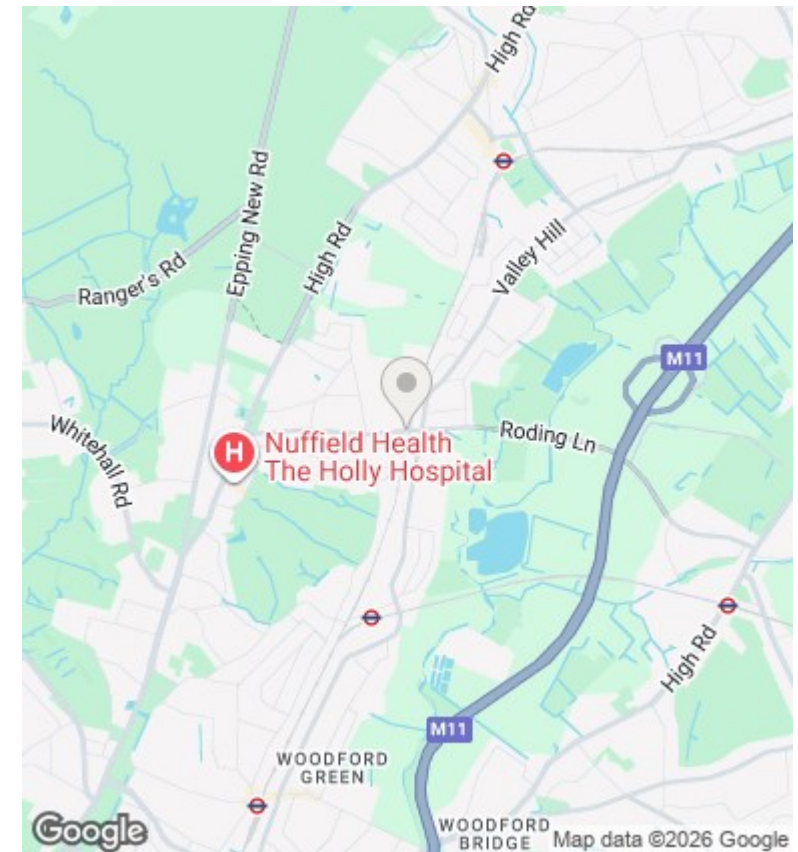 High Rd
Epping New Rd
High Rd
Ranger's Rd
Valley Hill
M11
Whitehall Rd
H
Nuffield Health
The Holly Hospital
Roding Ln
High Rd
M11
WOODFORD
GREEN
WOODFORD
BRIDGE
Google
Map data ©2026 Google